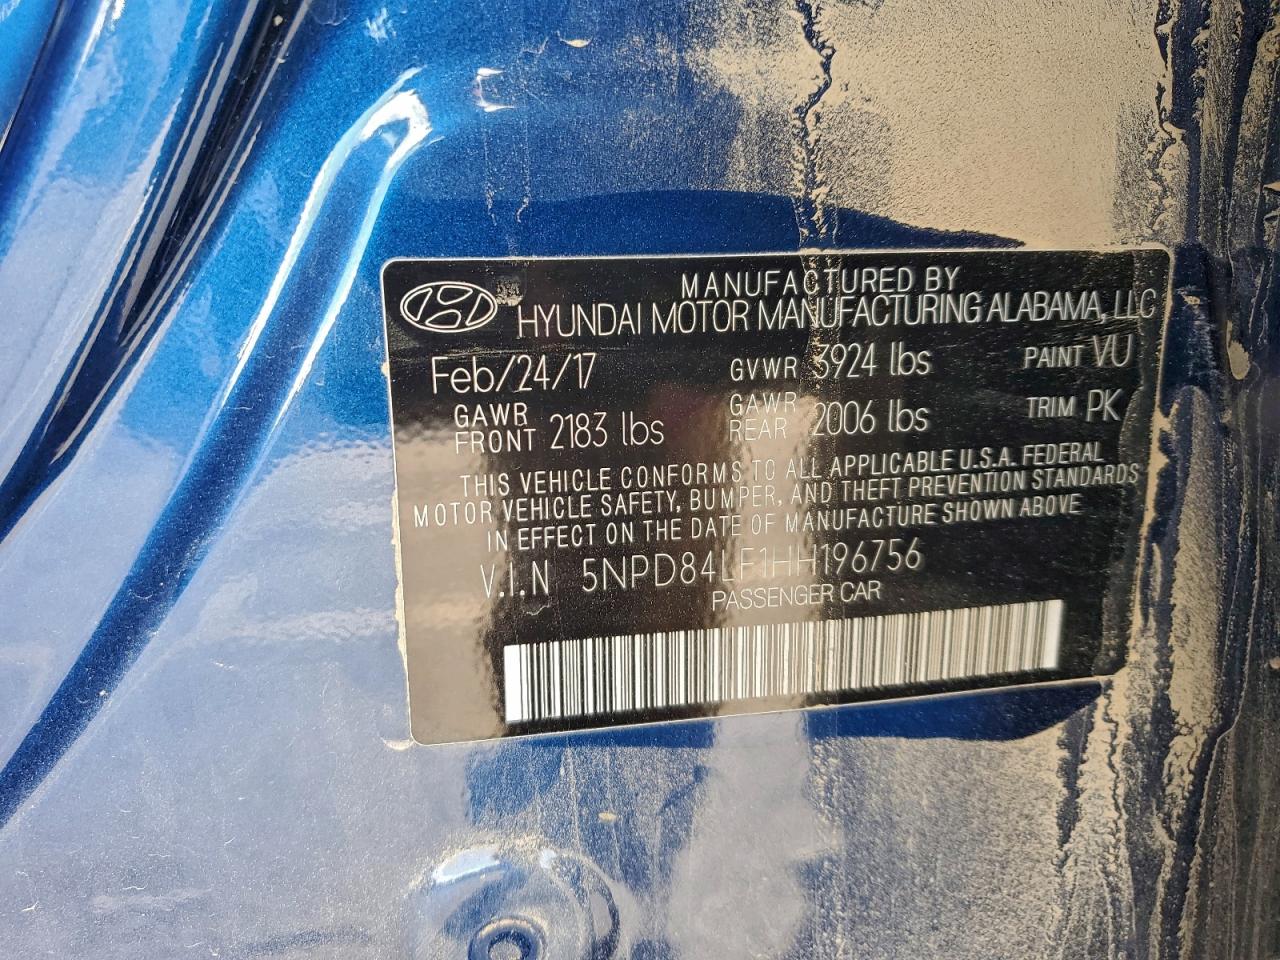 MANUFACTURED BY
HYUNDAI MOTOR MANUFACTURING ALABAMA, LLC
Feb/24/17 GVWR 3924 lbs PAINT VU
GAWR FRONT 2183 lbs GAWR REAR 2006 lbs TRIM PK
THIS VEHICLE CONFORMS TO ALL APPLICABLE U.S.A. FEDERAL
MOTOR VEHICLE SAFETY, BUMPER, AND THEFT PREVENTION STANDARDS
IN EFFECT ON THE DATE OF MANUFACTURE SHOWN ABOVE
V.I.N 5NPD84LF1HH196756
PASSENGER CAR